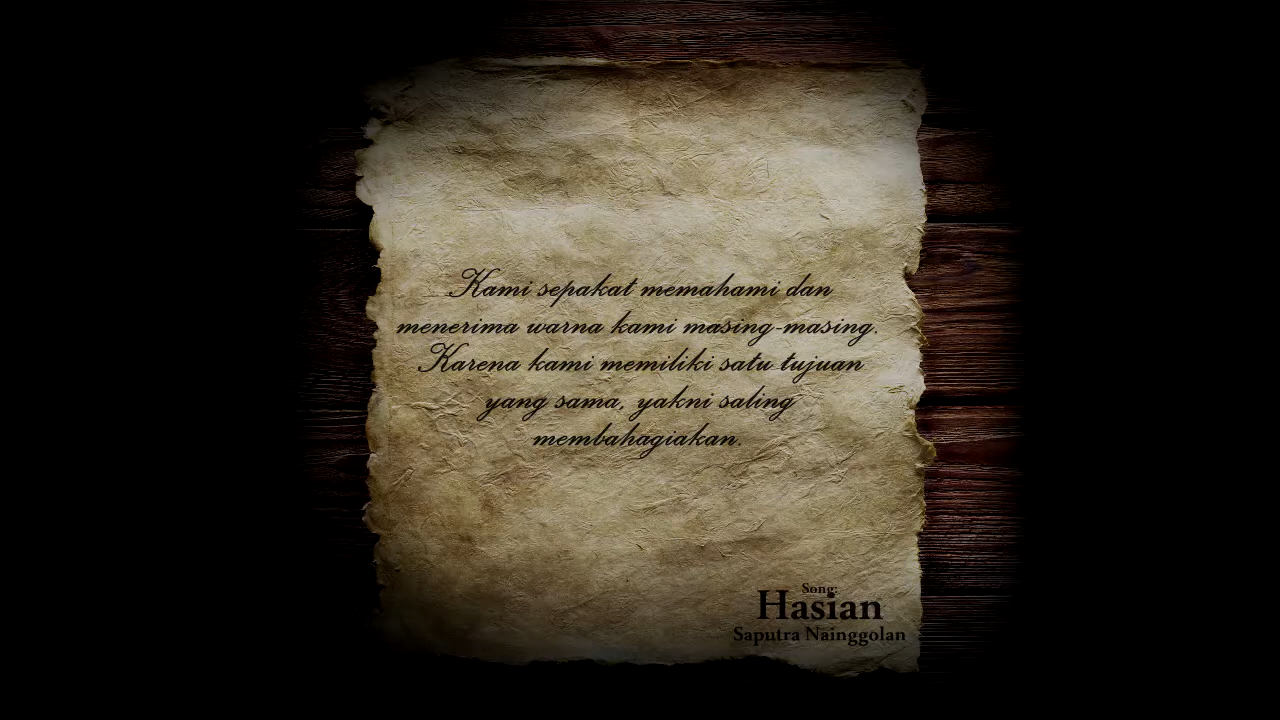 Kami sepakat memahami dan
menerima warna kami masing-masing.
Karena kami memiliki satu tujuan
yang sama, yakni saling
membahagiakan.
Song:
Hasian
Saputra Nainggolan